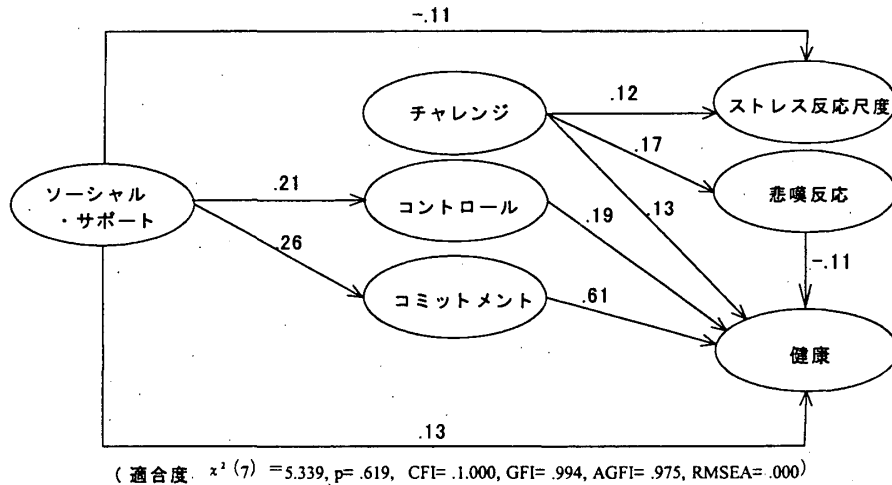 -.11
チャレンジ
.12
ストレス反応尺度
.17
ソーシャル
・サポート
.21
コントロール
.19
.13
悲嘆反応
.26
コミットメント
.61
-.11
健康
.13
( 適合度. χ² (7) =5.339, p= .619, CFI= .1.000, GFI= .994, AGFI= .975, RMSEA= .000)